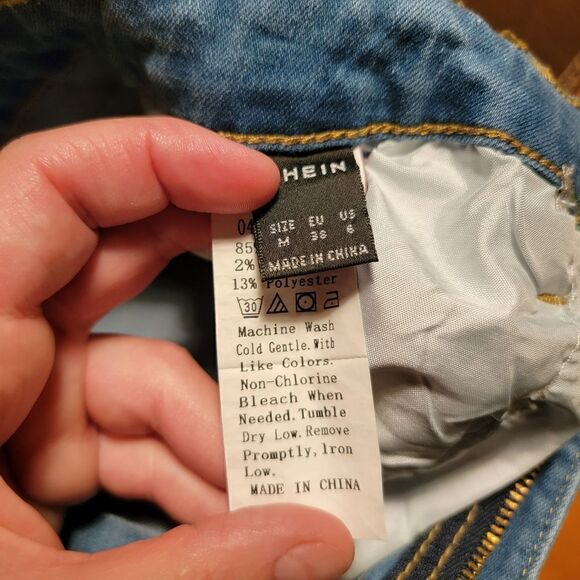 HEIN
SIZE EU US
M 38 6
MADE IN CHINA
04
85
2%
13% Polyester
30
Machine Wash
Cold Gentle. With
Like Colors.
Non-Chlorine
Bleach When
Needed. Tumble
Dry Low. Remove
Promptly, Iron
Low.
MADE IN CHINA